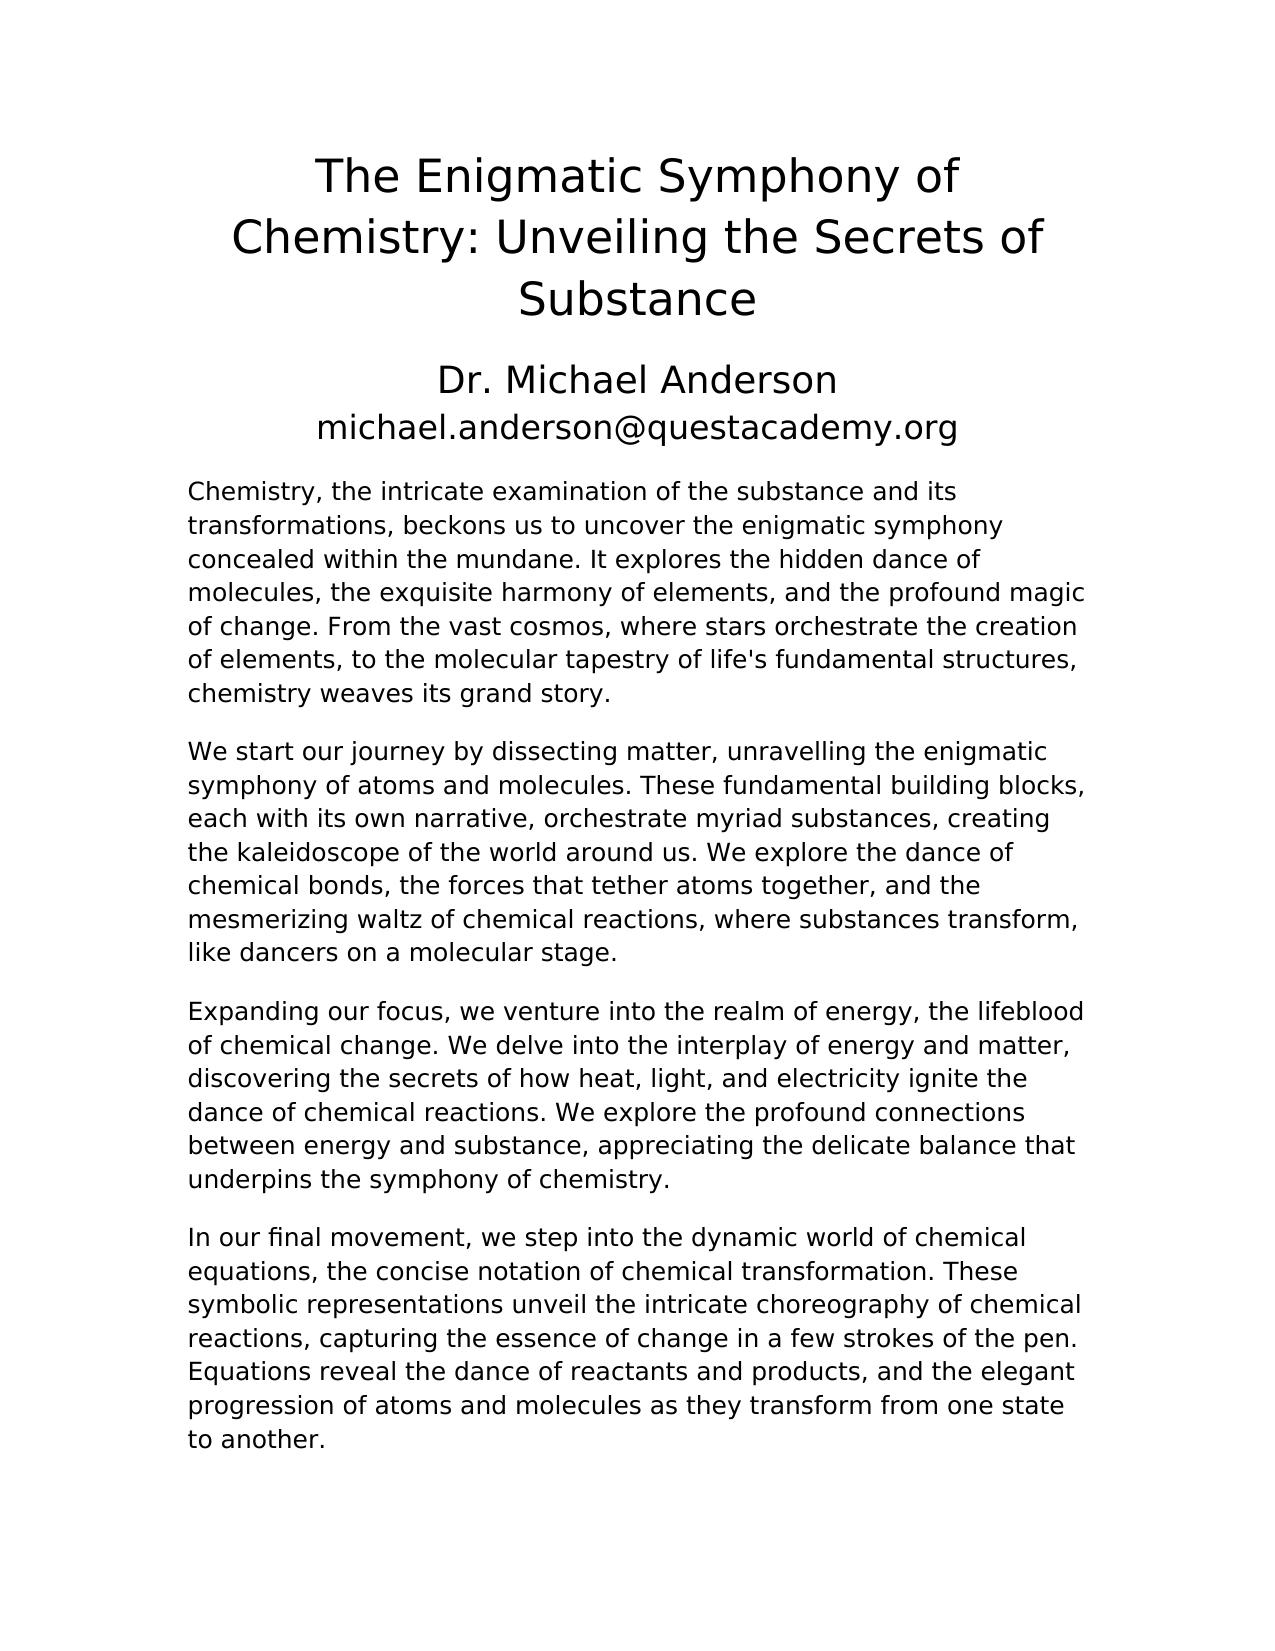 The Enigmatic Symphony of
Chemistry: Unveiling the Secrets of
Substance
Dr. Michael Anderson
michael.anderson@questacademy.org
Chemistry, the intricate examination of the substance and its
transformations, beckons us to uncover the enigmatic symphony
concealed within the mundane. It explores the hidden dance of
molecules, the exquisite harmony of elements, and the profound magic
of change. From the vast cosmos, where stars orchestrate the creation
of elements, to the molecular tapestry of life's fundamental structures,
chemistry weaves its grand story.
We start our journey by dissecting matter, unravelling the enigmatic
symphony of atoms and molecules. These fundamental building blocks,
each with its own narrative, orchestrate myriad substances, creating
the kaleidoscope of the world around us. We explore the dance of
chemical bonds, the forces that tether atoms together, and the
mesmerizing waltz of chemical reactions, where substances transform,
like dancers on a molecular stage.
Expanding our focus, we venture into the realm of energy, the lifeblood
of chemical change. We delve into the interplay of energy and matter,
discovering the secrets of how heat, light, and electricity ignite the
dance of chemical reactions. We explore the profound connections
between energy and substance, appreciating the delicate balance that
underpins the symphony of chemistry.
In our final movement, we step into the dynamic world of chemical
equations, the concise notation of chemical transformation. These
symbolic representations unveil the intricate choreography of chemical
reactions, capturing the essence of change in a few strokes of the pen.
Equations reveal the dance of reactants and products, and the elegant
progression of atoms and molecules as they transform from one state
to another.